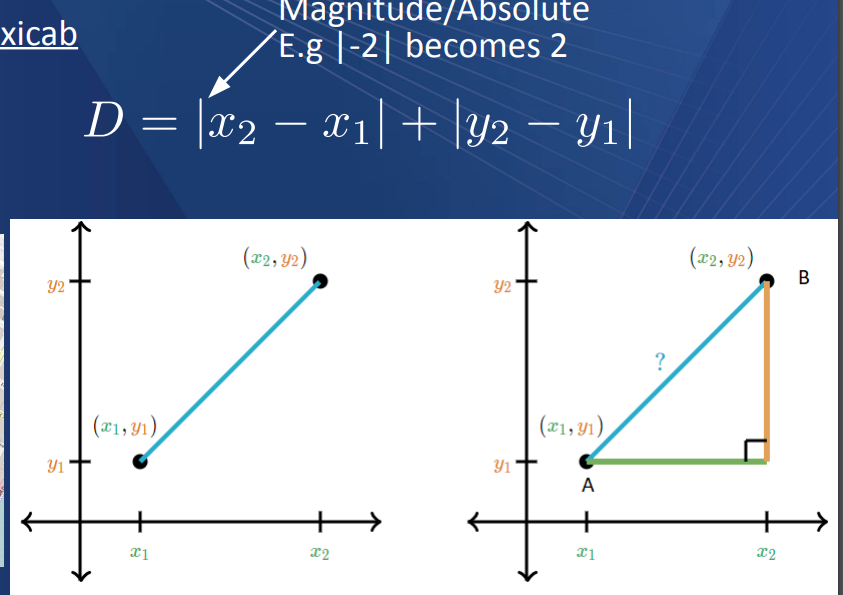 Magnitude/Absolute
xicab
E.g |-2| becomes 2
D = |x₂ − x₁| + |y₂ − y₁|
(x₂, y₂)
y₂
(x₁, y₁)
y₁
x₁
x₂
(x₂, y₂)
B
y₂
?
(x₁, y₁)
y₁
A
x₁
x₂